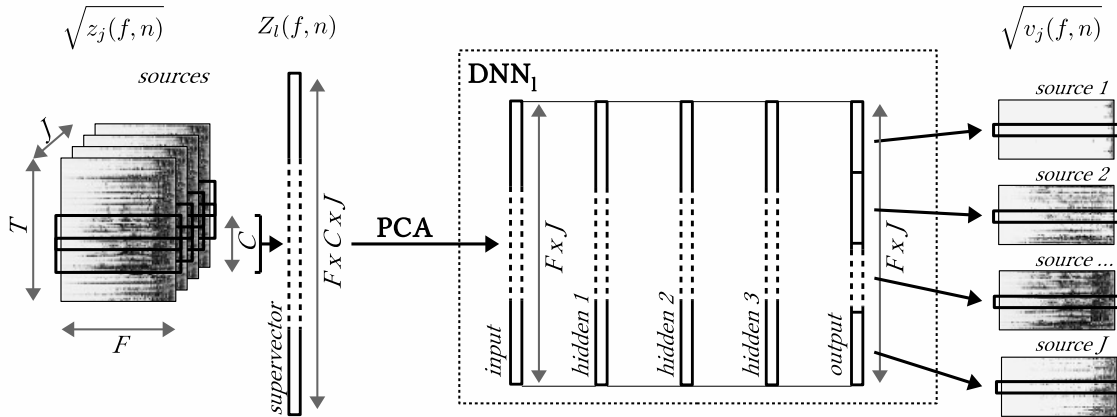 √z_j(f,n)
Z_l(f,n)
√v_j(f,n)
sources
J
T
F
C
supervector
F x C x J
PCA
DNN_l
input
F x J
hidden 1
hidden 2
hidden 3
output
F x J
source 1
source 2
source ...
source J